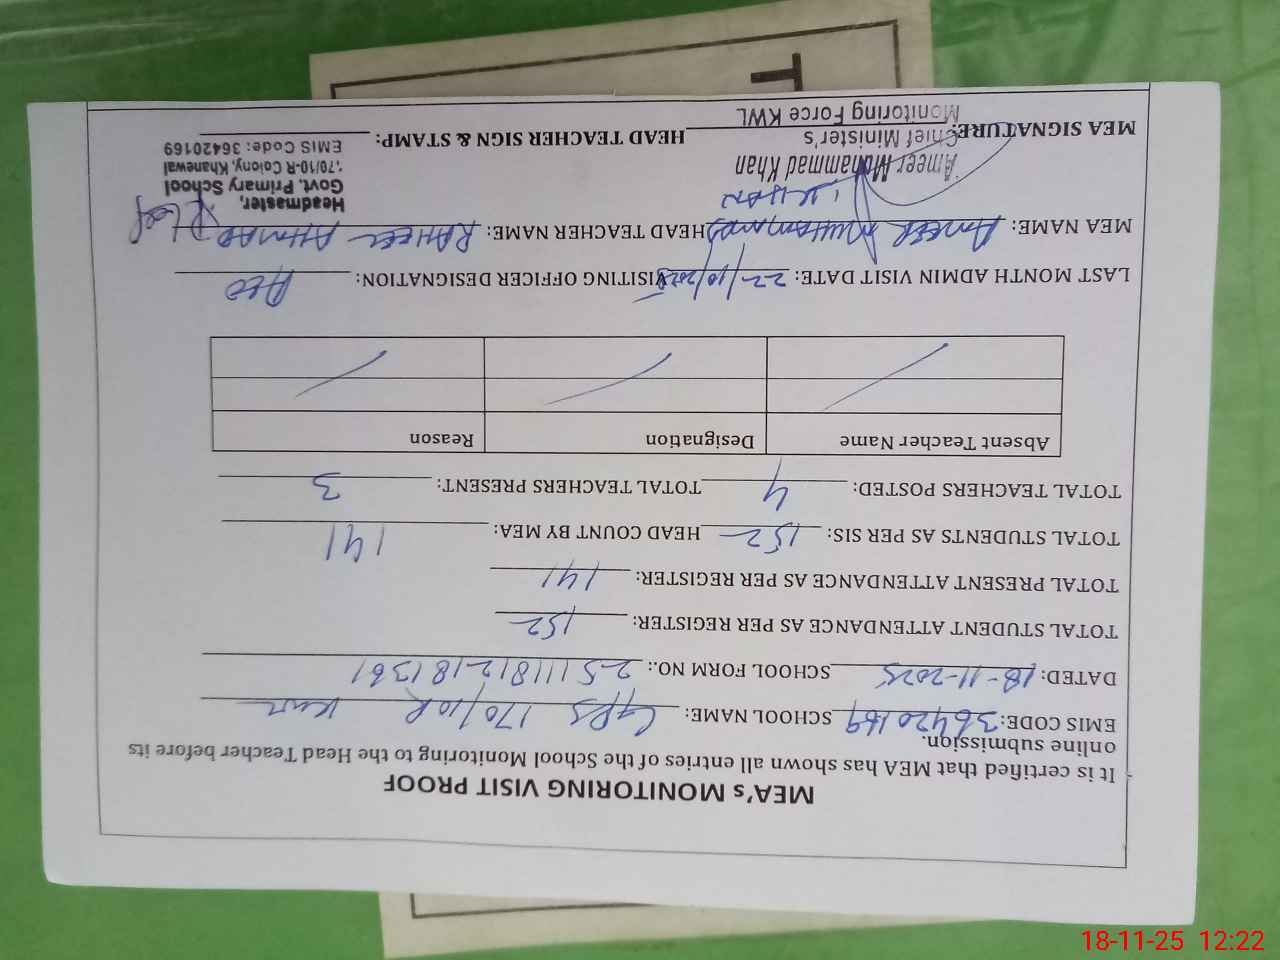 MEA's MONITORING VISIT PROOF
It is certified that MEA has shown all entries of the School Monitoring to the Head Teacher before its
online submission.
EMIS CODE: 36420169 SCHOOL NAME: GPS 170/10R Kwl
DATED: 18-11-2025 SCHOOL FORM NO.: 25111812181361
TOTAL STUDENT ATTENDANCE AS PER REGISTER: 152
TOTAL PRESENT ATTENDANCE AS PER REGISTER: 141
TOTAL STUDENTS AS PER SIS: 152 HEAD COUNT BY MEA: 141
TOTAL TEACHERS POSTED: 4 TOTAL TEACHERS PRESENT: 3
Absent Teacher Name Designation Reason
LAST MONTH ADMIN VISIT DATE: 22/10/2025 VISITING OFFICER DESIGNATION: AEO
MEA NAME: AMEER MUHAMMAD KHAN HEAD TEACHER NAME: RAHEEL AHMAD
Headmaster,
Govt. Primary School
170/10-R Colony, Khanewal
EMIS Code: 36420169
Ameer Mohammad Khan
Chief Minister's
Monitoring Force KWL
MEA SIGNATURE: HEAD TEACHER SIGN & STAMP:
T
18-11-25 12:22